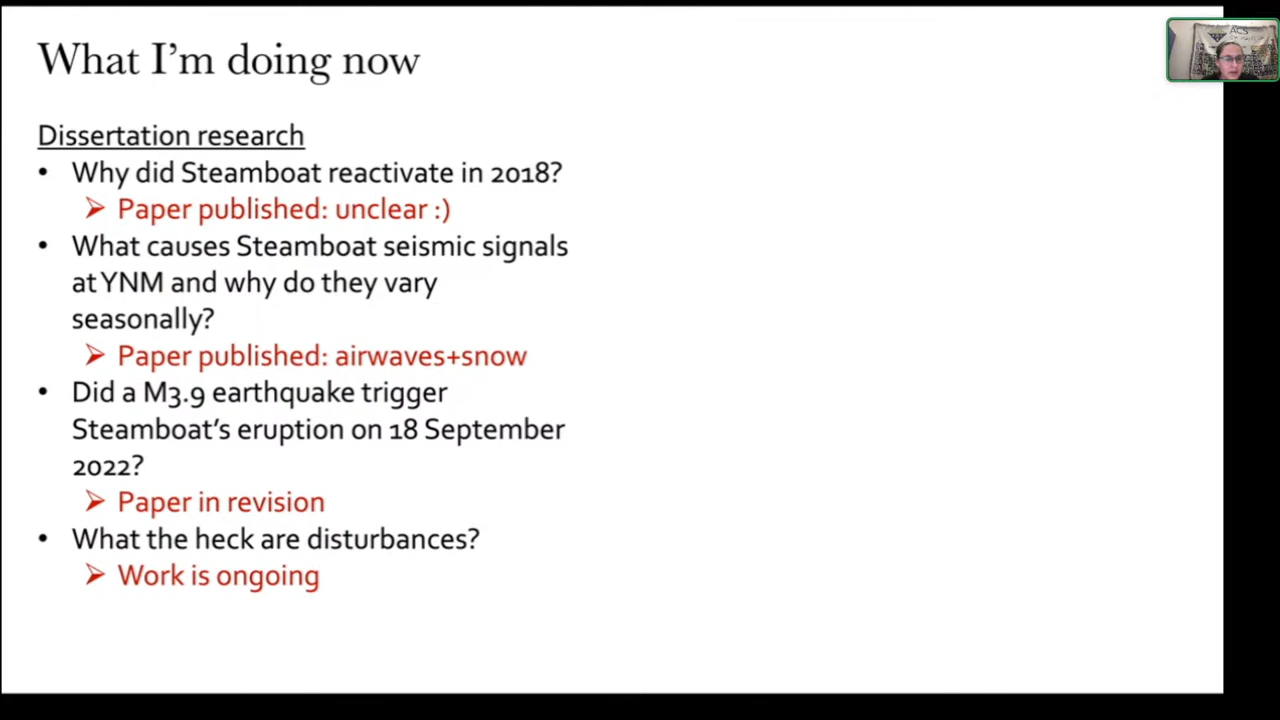 What I'm doing now
ACS
Dissertation research
• Why did Steamboat reactivate in 2018?
➢ Paper published: unclear :)
• What causes Steamboat seismic signals
at YNM and why do they vary
seasonally?
➢ Paper published: airwaves+snow
• Did a M3.9 earthquake trigger
Steamboat's eruption on 18 September
2022?
➢ Paper in revision
• What the heck are disturbances?
➢ Work is ongoing